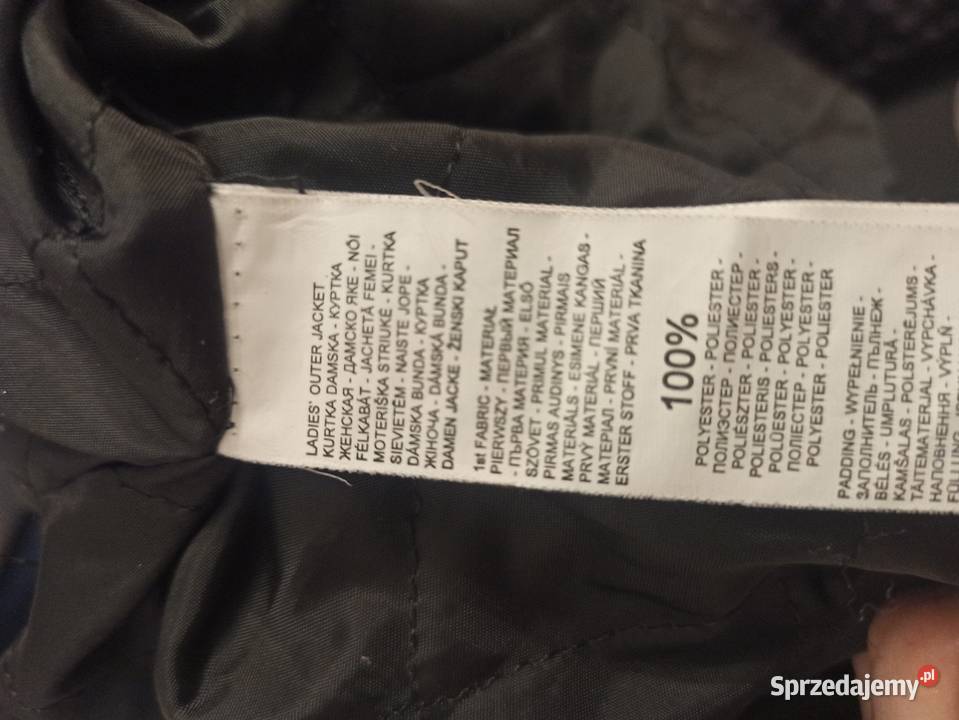 LADIES' OUTER JACKET
KURTKA DAMSKA - КУРТКА
ЖЕНСКАЯ - ДАМСКО ЯКЕ - NŐI
FÉLKABÁT - JACHETĂ FEMEI -
MOTERIŠKA STRIUKĖ - KURTKA
SIEVIETĒM - NAISTE JOPE -
DÁMSKA BUNDA - КУРТКА
ЖІНОЧА - DÁMSKÁ BUNDA -
DAMEN JACKE - ŽENSKI KAPUT
1st FABRIC - MATERIAŁ
PIERWSZY - ПЕРВЫЙ МАТЕРИАЛ
- ПЪРВА МАТЕРИЯ - ELSŐ
SZÖVET - PRIMUL MATERIAL -
PIRMAS AUDINYS - PIRMAIS
MATERIĀLS - ESIMENE KANGAS -
PRVÝ MATERIÁL - ПЕРШИЙ
МАТЕРІАЛ - PRVNÍ MATERIÁL -
ERSTER STOFF - PRVA TKANINA
100%
POLYESTER - POLIESTER -
ПОЛИЭСТЕР - ПОЛИЕСТЕР -
POLIÉSZTER - POLIESTER -
POLIESTERIS - POLIESTERS -
POLÜESTER - POLYESTER -
ПОЛІЕСТЕР - POLYESTER -
POLYESTER - POLIESTER
PADDING - WYPEŁNIENIE -
ЗАПОЛНИТЕЛЬ - ПЪЛНЕЖ -
BÉLÉS - UMPLUTURĂ -
KAMŠALAS - POLSTERĒJUMS -
TÄITEMATERJAL - VYPCHÁVKA -
НАПОВНЕННЯ - VÝPLŇ -
FÜLLUNG
Sprzedajemy.pl